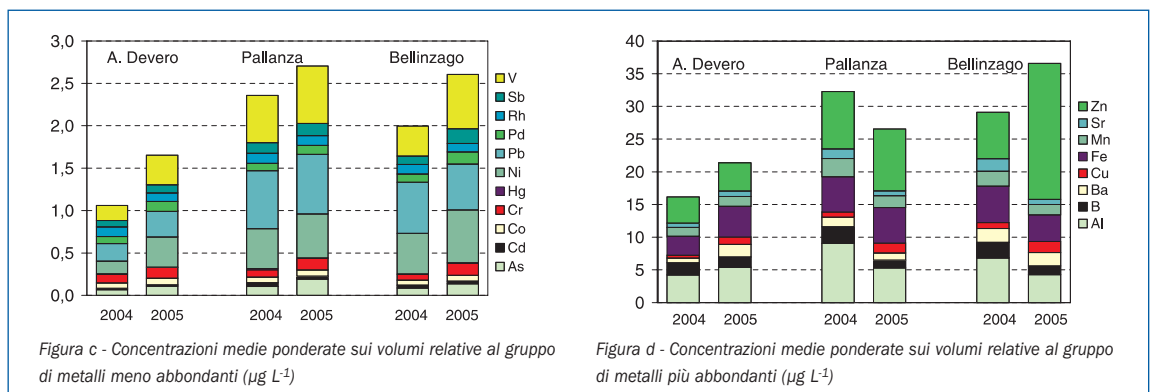 3,0
2,5
2,0
1,5
1,0
0,5
0,0
A. Devero
Pallanza
Bellinzago
2004
2005
2004
2005
2004
2005
V
Sb
Rh
Pd
Pb
Ni
Hg
Cr
Co
Cd
As
Figura c - Concentrazioni medie ponderate sui volumi relative al gruppo
di metalli meno abbondanti (µg L-1)
40
35
30
25
20
15
10
5
0
A. Devero
Pallanza
Bellinzago
2004
2005
2004
2005
2004
2005
Zn
Sr
Mn
Fe
Cu
Ba
B
Al
Figura d - Concentrazioni medie ponderate sui volumi relative al gruppo
di metalli più abbondanti (µg L-1)